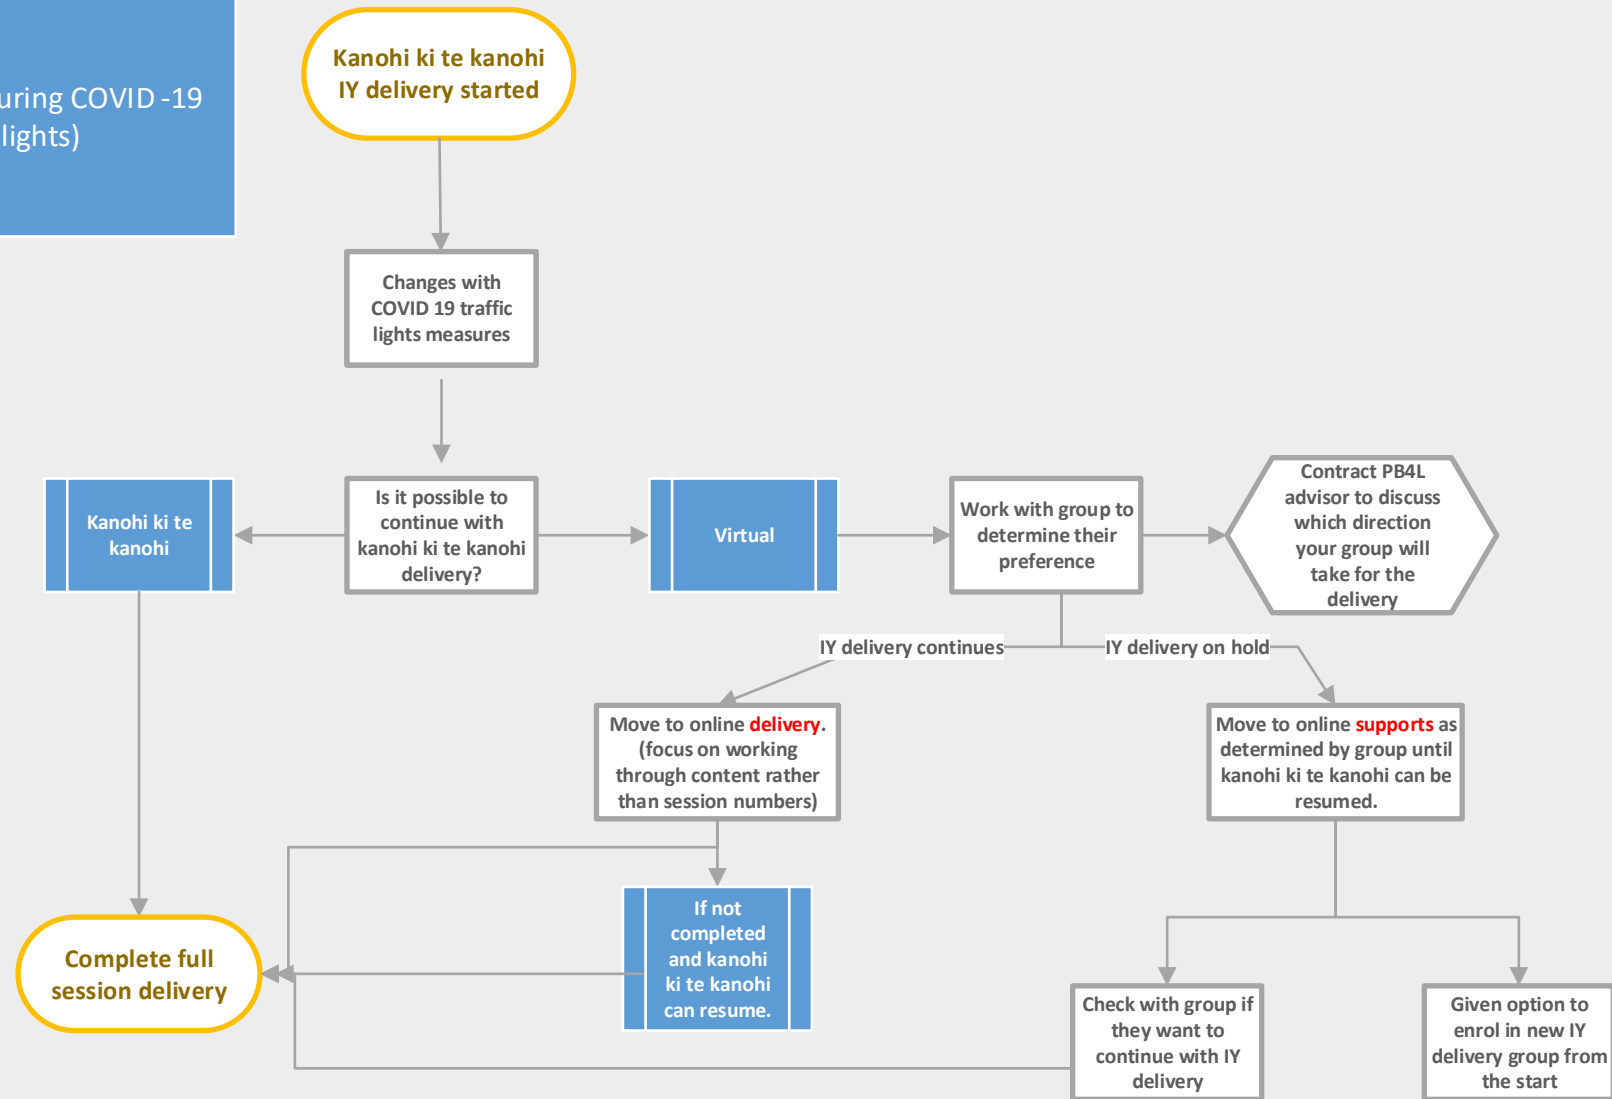 uring COVID -19
lights)
Kanohi ki te kanohi
IY delivery started
Changes with
COVID 19 traffic
lights measures
Kanohi ki te
kanohi
Is it possible to
continue with
kanohi ki te kanohi
delivery?
Virtual
Work with group to
determine their
preference
Contract PB4L
advisor to discuss
which direction
your group will
take for the
delivery
IY delivery continues
IY delivery on hold
Move to online delivery.
(focus on working
through content rather
than session numbers)
Move to online supports as
determined by group until
kanohi ki te kanohi can be
resumed.
If not
completed
and kanohi
ki te kanohi
can resume.
Complete full
session delivery
Check with group if
they want to
continue with IY
delivery
Given option to
enrol in new IY
delivery group from
the start